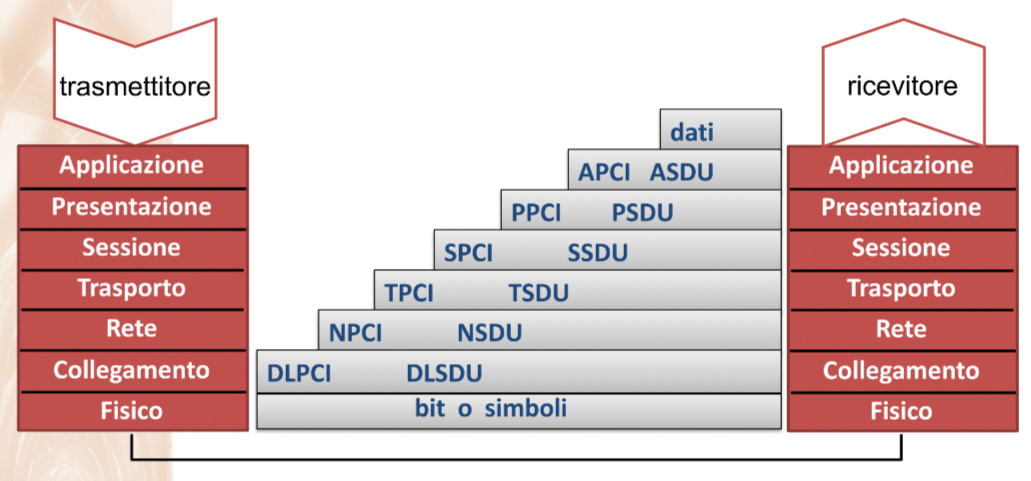 trasmettitore
ricevitore
dati
Applicazione
APCI ASDU
Applicazione
Presentazione
PPCI PSDU
Presentazione
Sessione
SPCI SSDU
Sessione
Trasporto
TPCI TSDU
Trasporto
Rete
NPCI NSDU
Rete
Collegamento
DLPCI DLSDU
Collegamento
Fisico
bit o simboli
Fisico